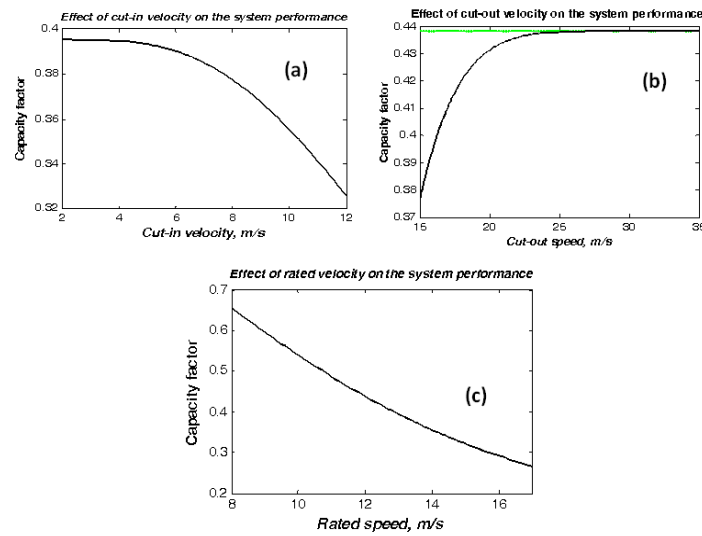 Effect of cut-in velocity on the system performance
0.4
0.38
0.36
0.34
0.32
Capacity factor
(a)
2 4 6 8 10 12
Cut-in velocity, m/s
Effect of cut-out velocity on the system performance
0.44
0.43
0.42
0.41
0.4
0.39
0.38
0.37
Capacity factor
(b)
15 20 25 30 35
Cut-out speed, m/s
Effect of rated velocity on the system performance
0.7
0.6
0.5
0.4
0.3
0.2
Capacity factor
(c)
8 10 12 14 16
Rated speed, m/s